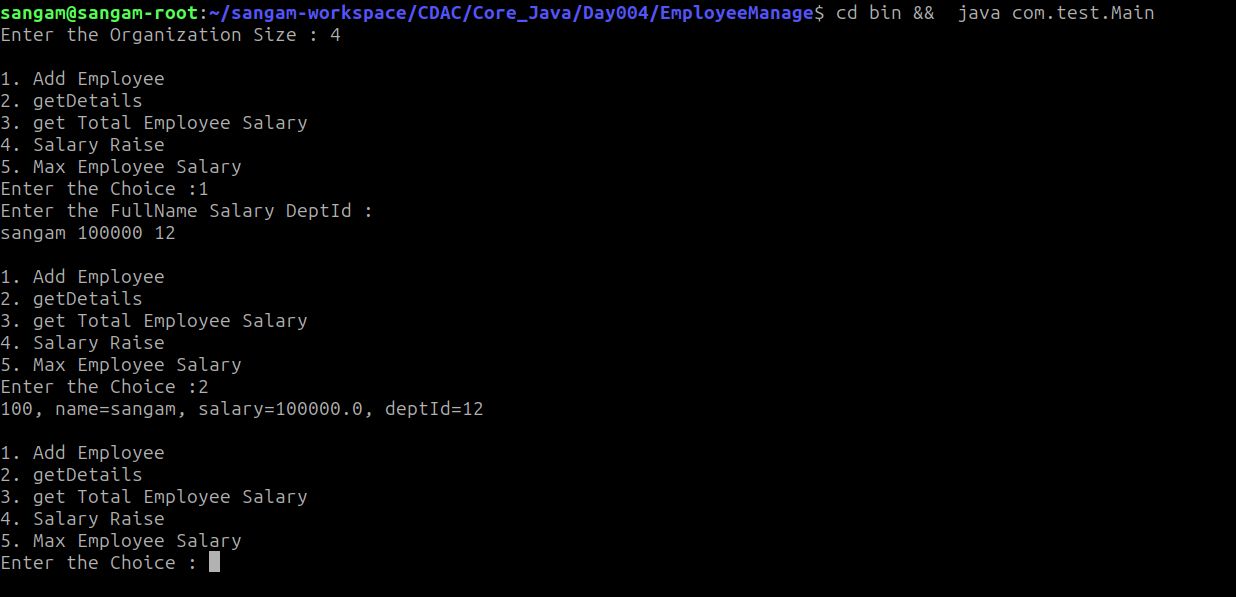 sangam@sangam-root:~/sangam-workspace/CDAC/Core_Java/Day004/EmployeeManage$ cd bin &&  java com.test.Main
Enter the Organization Size : 4

1. Add Employee
2. getDetails
3. get Total Employee Salary
4. Salary Raise
5. Max Employee Salary
Enter the Choice :1
Enter the FullName Salary DeptId :
sangam 100000 12

1. Add Employee
2. getDetails
3. get Total Employee Salary
4. Salary Raise
5. Max Employee Salary
Enter the Choice :2
100, name=sangam, salary=100000.0, deptId=12

1. Add Employee
2. getDetails
3. get Total Employee Salary
4. Salary Raise
5. Max Employee Salary
Enter the Choice :